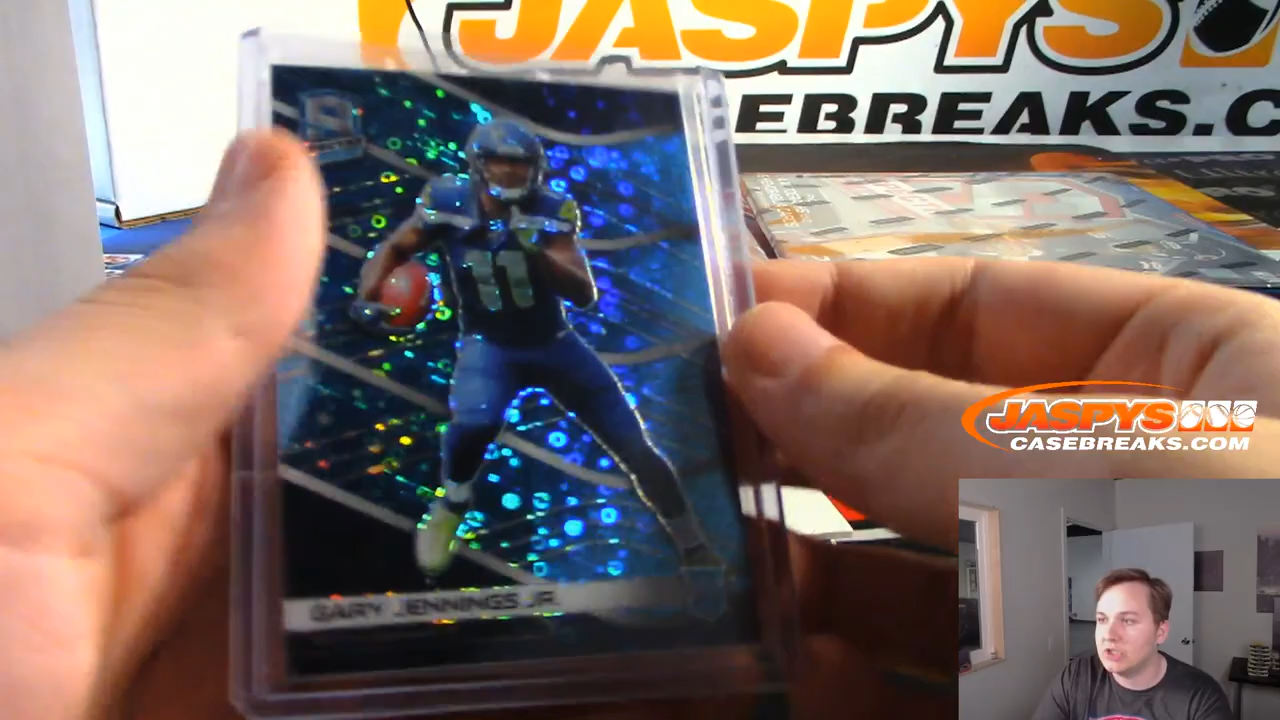 JASPYS
EBREAKS.C
11
GARY JENNINGS JR.
JASPYS
CASEBREAKS.COM